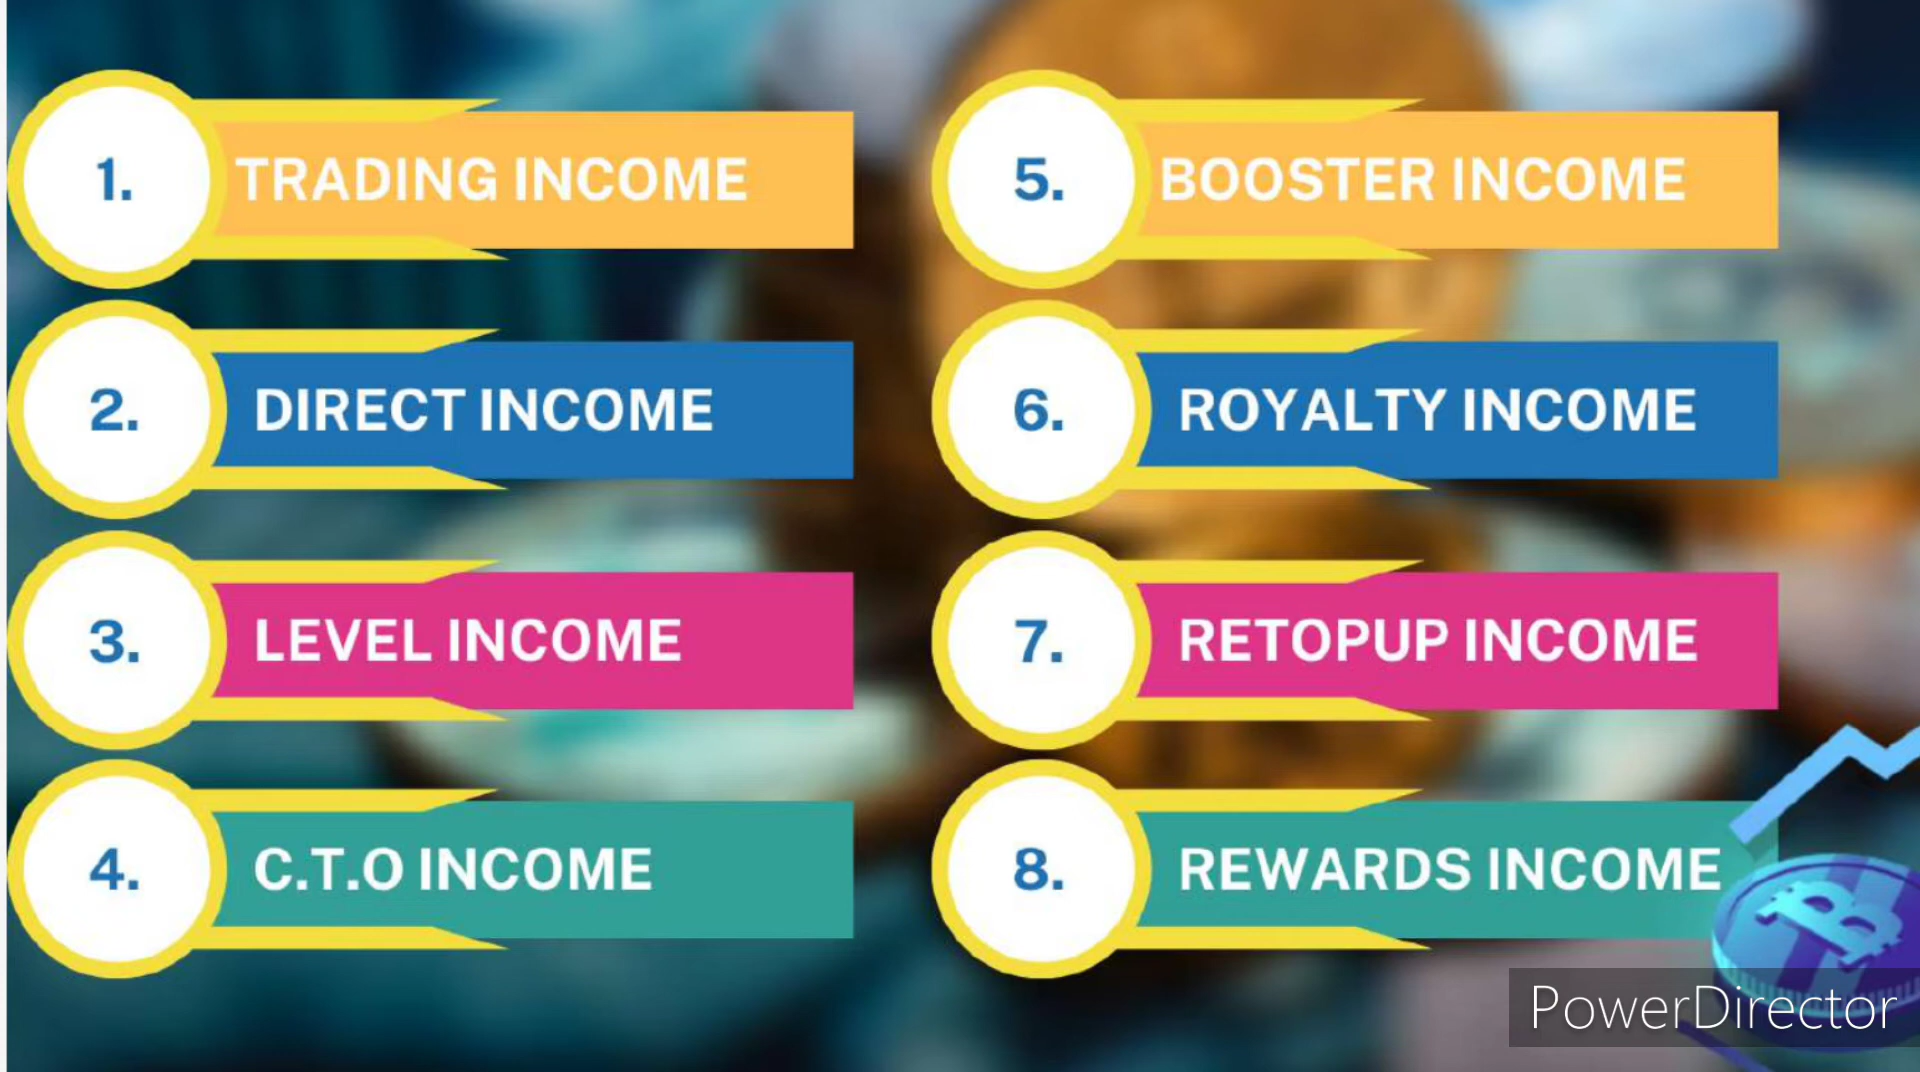 1. TRADING INCOME
2. DIRECT INCOME
3. LEVEL INCOME
4. C.T.O INCOME
5. BOOSTER INCOME
6. ROYALTY INCOME
7. RETOPUP INCOME
8. REWARDS INCOME
PowerDirector